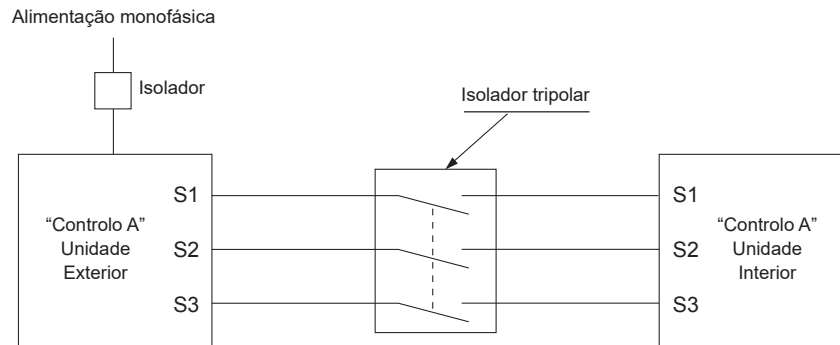 Alimentação monofásica
Isolador
Isolador tripolar
“Controlo A”
Unidade
Exterior
S1
S2
S3
S1
S2
S3
“Controlo A”
Unidade
Interior